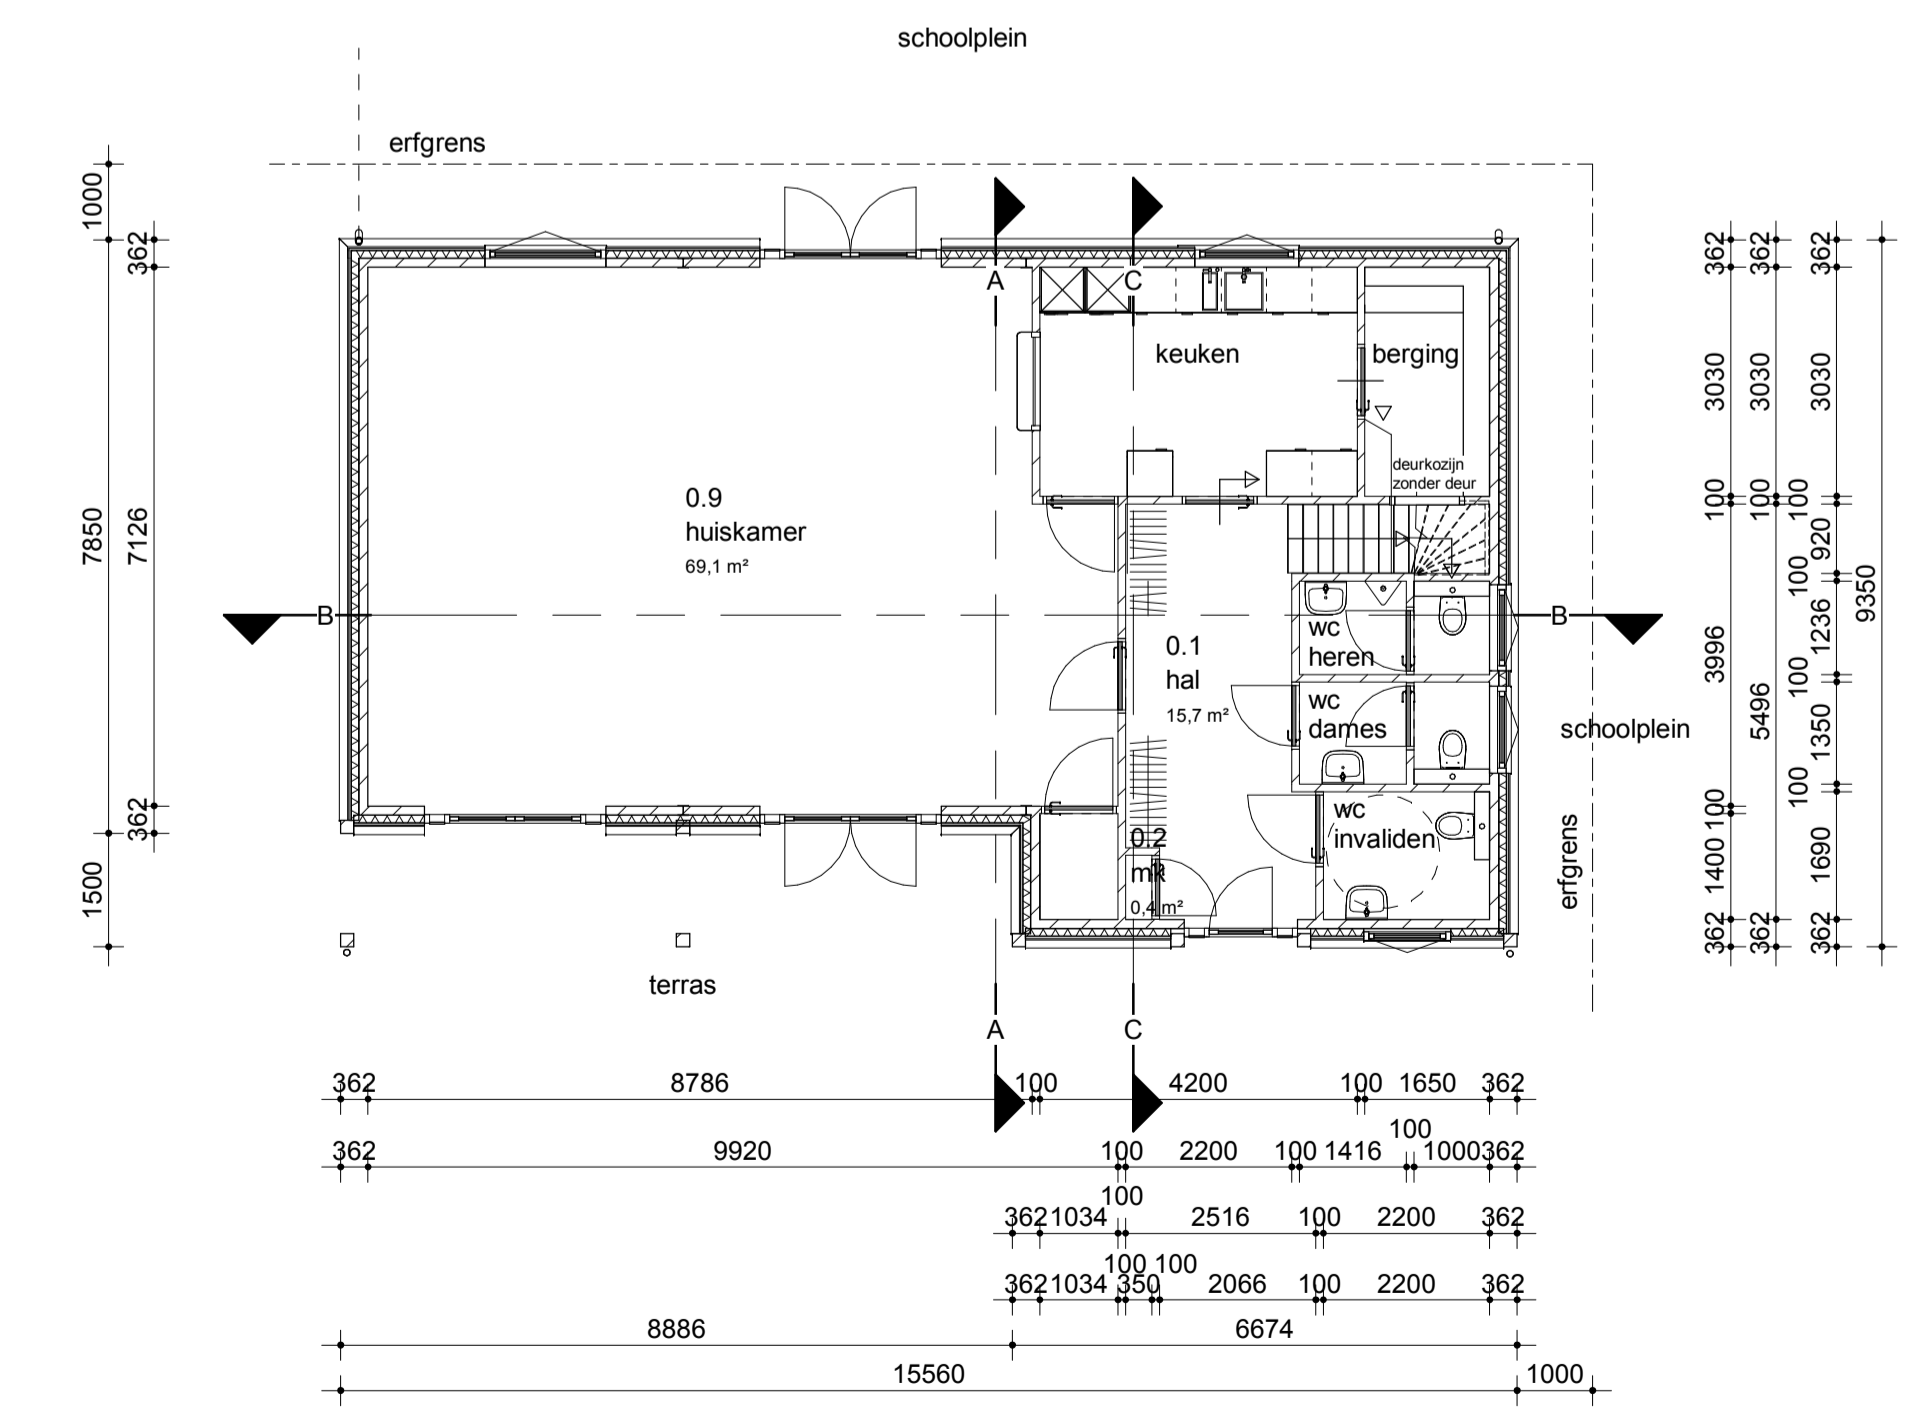 schoolplein
erfgrens
1000
362
7850
7126
362
1500
A
C
keuken
berging
deurkozijn
zonder deur
0.9
huiskamer
69,1 m²
B
B
0.1
hal
15,7 m²
wc
heren
wc
dames
wc
invaliden
0.2
mk
0,4 m²
schoolplein
erfgrens
terras
A
C
362
3030
100
3996
100
1400
362
362
3030
100
5496
362
362
3030
100
920
100
1236
100
1350
100
1690
362
9350
362 8786 100 4200 100 1650 362
100
362 9920 100 2200 100 1416 1000 362
100
362 1034 2516 100 2200 362
100 100
362 1034 350 2066 100 2200 362
8886 6674
15560 1000